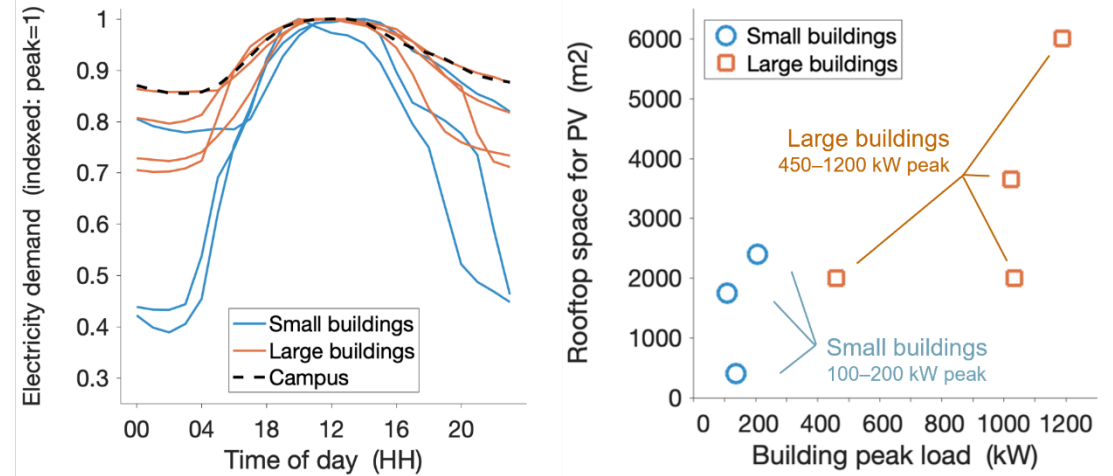 Electricity demand (indexed: peak=1)
1
0.9
0.8
0.7
0.6
0.5
0.4
0.3
Small buildings
Large buildings
Campus
00 04 18 12 16 20
Time of day (HH)
Rooftop space for PV (m2)
6000
5000
4000
3000
2000
1000
0
Small buildings
Large buildings
Large buildings
450–1200 kW peak
Small buildings
100–200 kW peak
0 200 400 600 800 1000 1200
Building peak load (kW)